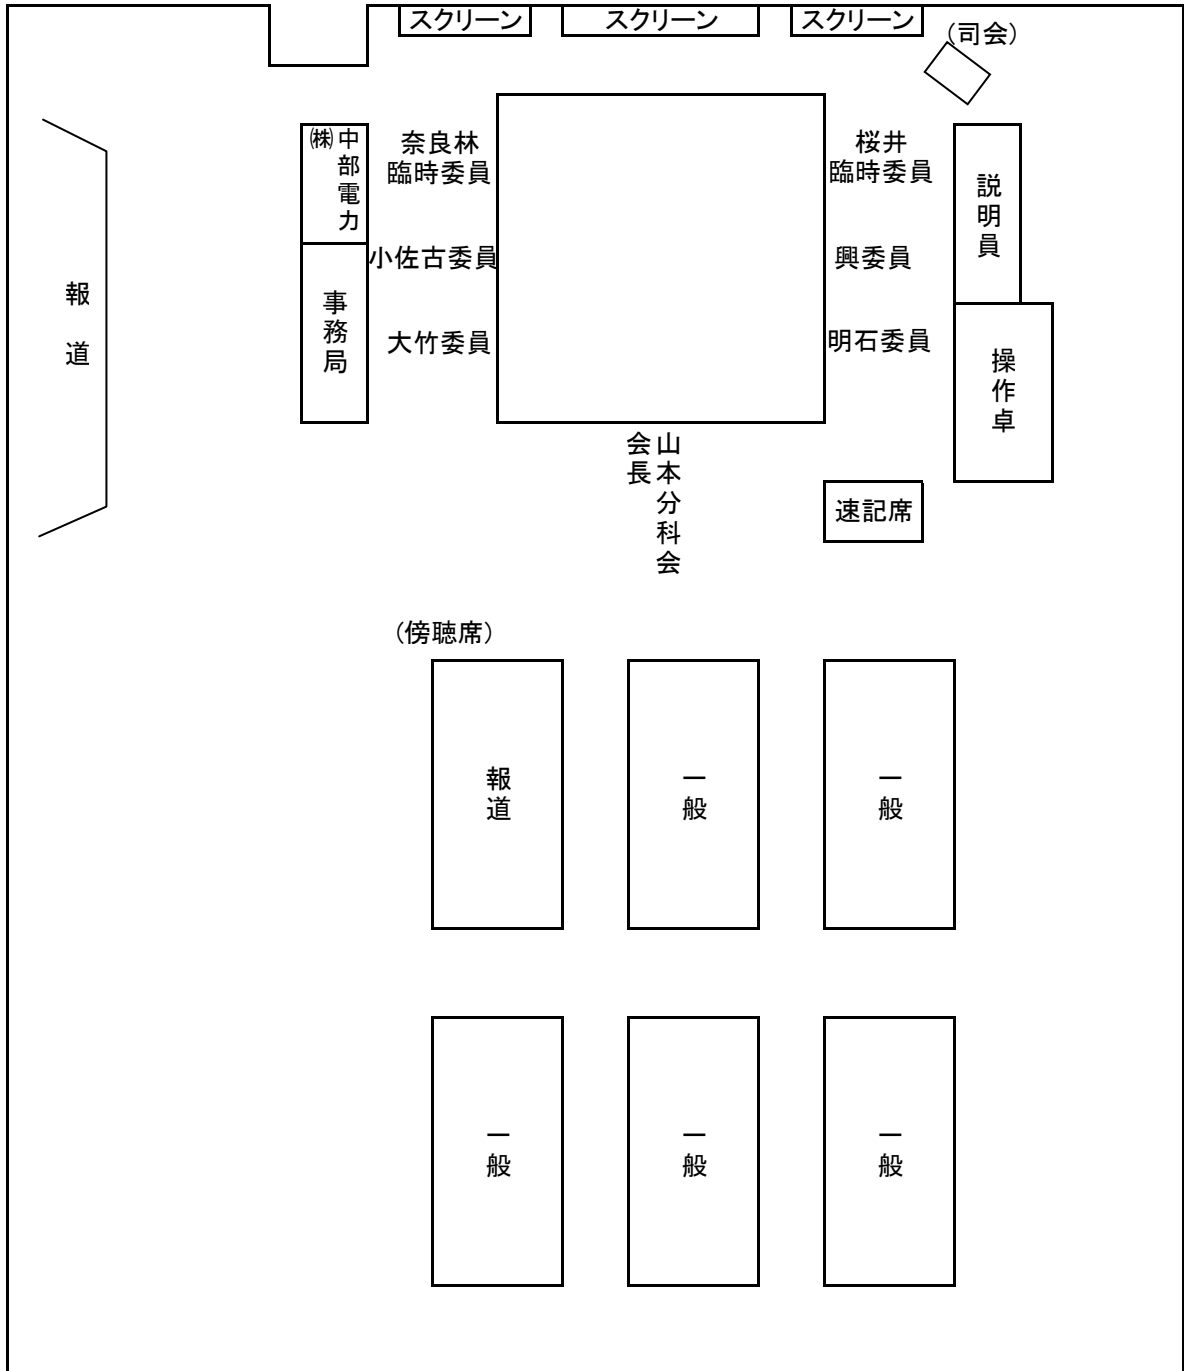 スクリーン
スクリーン
スクリーン
（司会）
中部電力
㈱
奈良林
臨時委員
桜井
臨時委員
説明員
小佐古委員
興委員
報道
事務局
大竹委員
明石委員
操作卓
山本分科会
会長
速記席
（傍聴席）
報道
一般
一般
一般
一般
一般